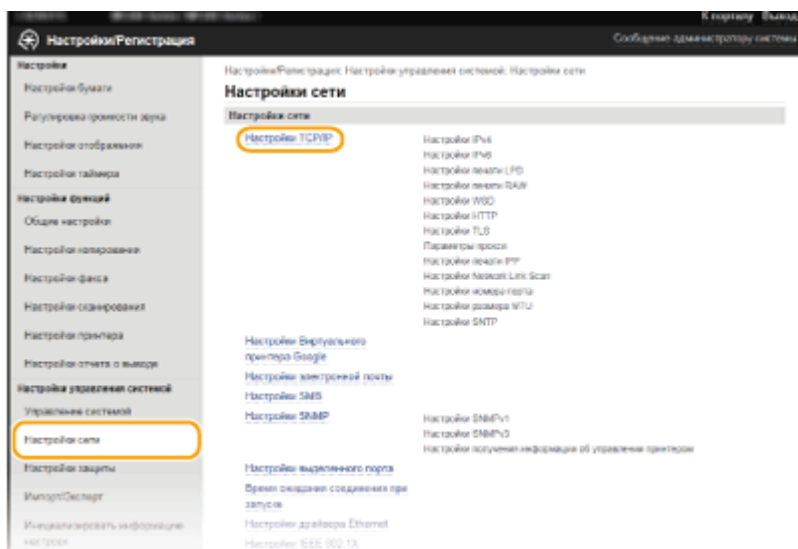 К порталу Выход
Настройки/Регистрация
Сообщение администратору системы
Настройки
Настройки бумаги
Регулировка громкости звука
Настройки отображения
Настройки таймера
Настройки функций
Общие настройки
Настройки копирования
Настройки факса
Настройки сканирования
Настройки принтера
Настройки отчета о выводе
Настройки управления системой
Управление системой
Настройки сети
Настройки защиты
Импорт/Экспорт
Инициализировать информацию
настроек
Настройки/Регистрация: Настройки управления системой: Настройки сети
Настройки сети
Настройки сети
Настройки TCP/IP
Настройки IPv4
Настройки IPv6
Настройки печати LPD
Настройки печати RAW
Настройки WSD
Настройки HTTP
Настройки TLS
Параметры прокси
Настройки печати IPP
Настройки Network Link Scan
Настройки номера порта
Настройки размера MTU
Настройки SNTP
Настройки Виртуального
принтера Google
Настройки электронной почты
Настройки SMB
Настройки SNMP
Настройки SNMPv1
Настройки SNMPv3
Настройки получения информации об управлении принтером
Настройки выделенного порта
Время ожидания соединения при
запуске
Настройки драйвера Ethernet
Настройки IEEE 802.1X